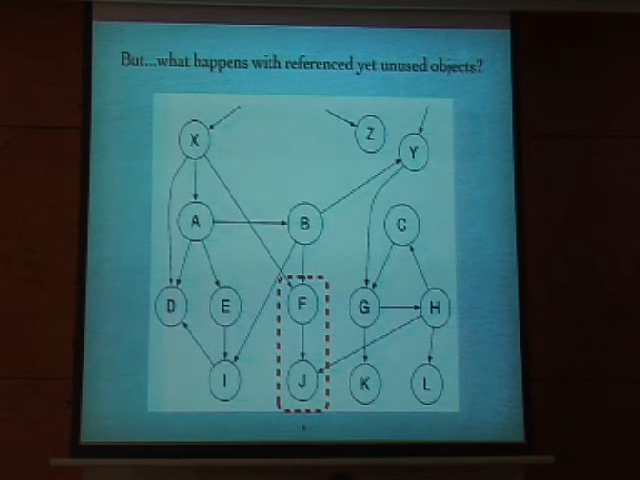 But...what happens with referenced yet unused objects?
X
Z
Y
A
B
C
D
E
F
G
H
I
J
K
L